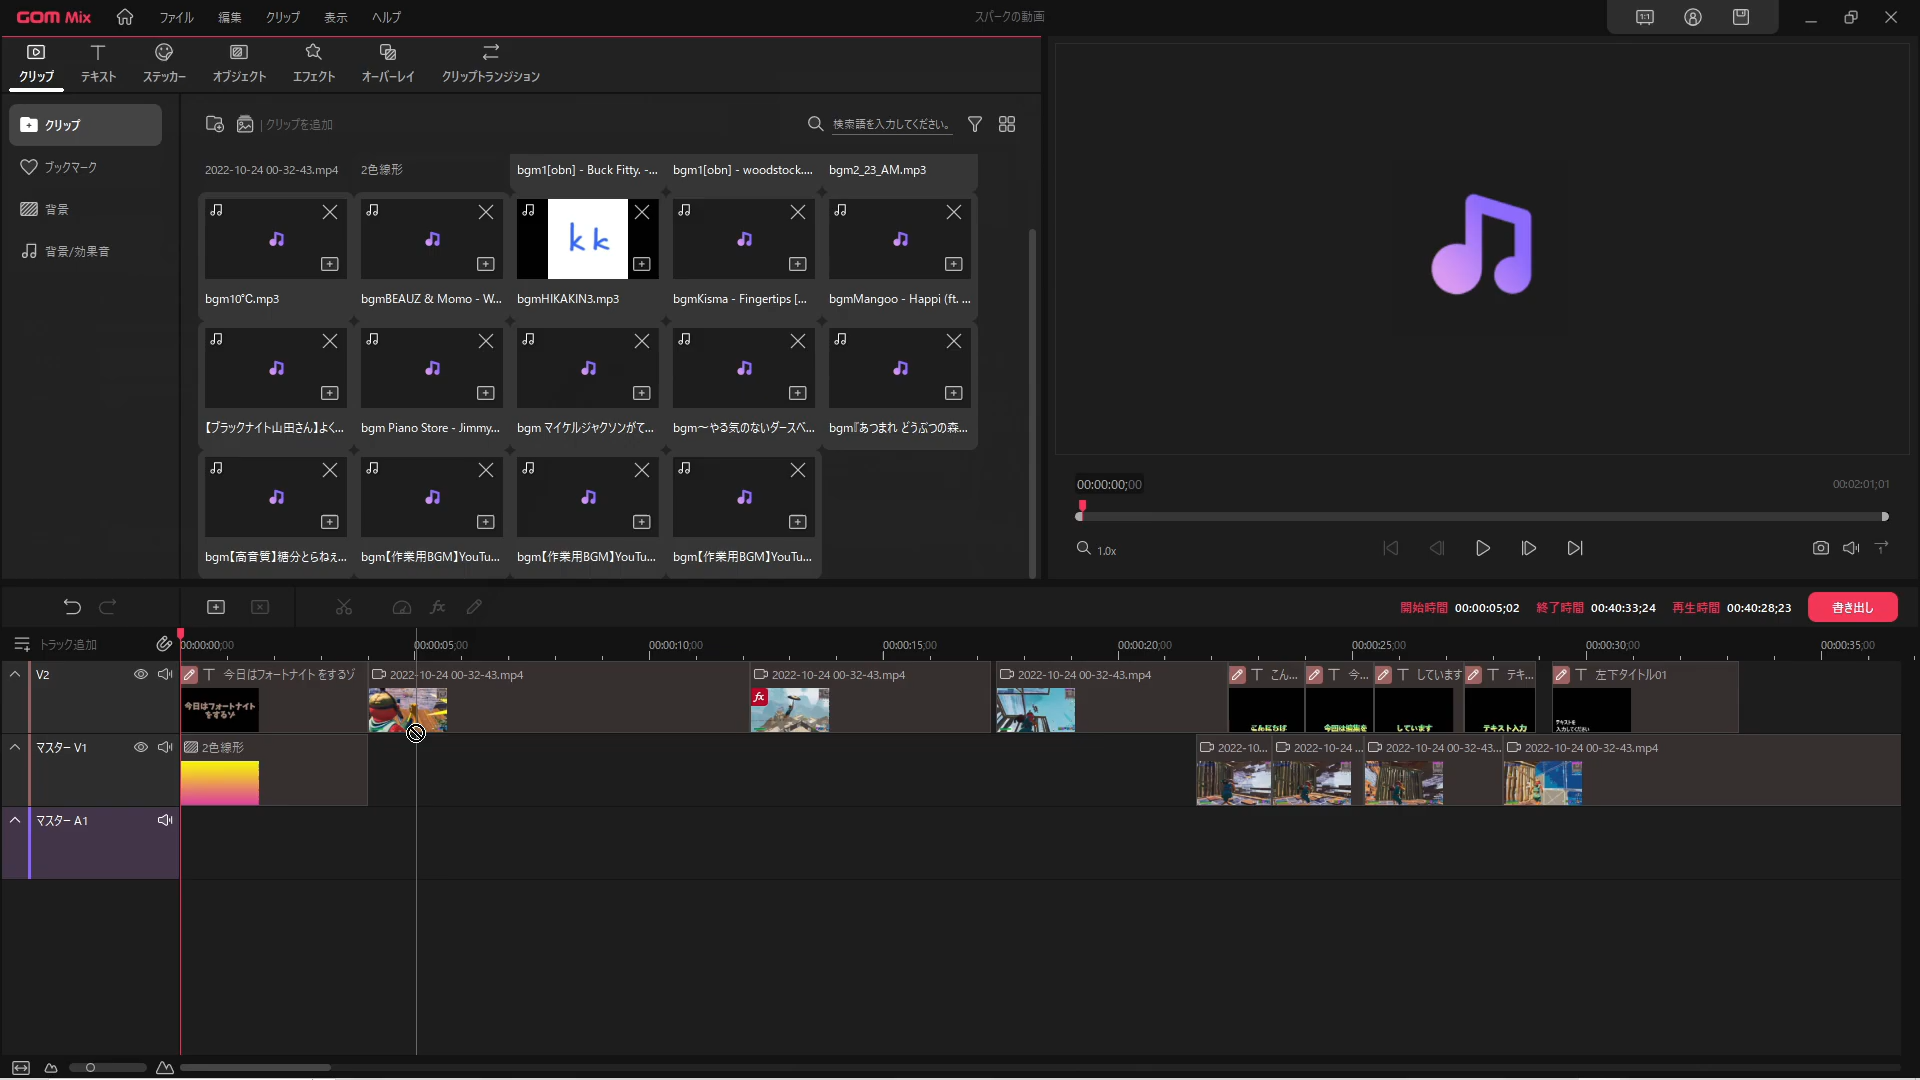 GOM Mix ファイル 編集 クリップ 表示 ヘルプ スパークの動画
クリップ テキスト ステッカー オブジェクト エフェクト オーバーレイ クリップトランジション
クリップ
ブックマーク
背景
背景/効果音
| クリップを追加
検索語を入力してください。
2022-10-24 00-32-43.mp4 2色線形 bgm1[obn] - Buck Fitty. -... bgm1[obn] - woodstock.... bgm2_23_AM.mp3
k k
bgm10℃.mp3 bgmBEAUZ & Momo - W... bgmHIKAKIN3.mp3 bgmKisma - Fingertips [... bgmMangoo - Happi (ft. ...
【ブラックナイト山田さん】よく... bgm Piano Store - Jimmy... bgm マイケルジャクソンがて... bgm〜やる気のないダースベ... bgm『あつまれ どうぶつの森...
bgm【高音質】糖分とらねぇ... bgm【作業用BGM】YouTu... bgm【作業用BGM】YouTu... bgm【作業用BGM】YouTu...
00:00:00;00 00:02:01;01
1.0x
開始時間 00:00:05;02 終了時間 00:40:33;24 再生時間 00:40:28;23 書き出し
トラック追加
00:00:00;00 00:00:05;00 00:00:10;00 00:00:15;00 00:00:20;00 00:00:25;00 00:00:30;00 00:00:35;00
V2
今日はフォートナイトをするゾ 2022-10-24 00-32-43.mp4 fx 2022-10-24 00-32-43.mp4 2022-10-24 00-32-43.mp4 こん... 今... しています テキ... 左下タイトル01
今日はフォートナイト
をするゾ
こんにちは 今回は編集を しています テキスト入力
テキストを
入力してください
マスター V1
2色線形 2022-10... 2022-10-24 ... 2022-10-24 00-32-43... 2022-10-24 00-32-43.mp4
マスター A1